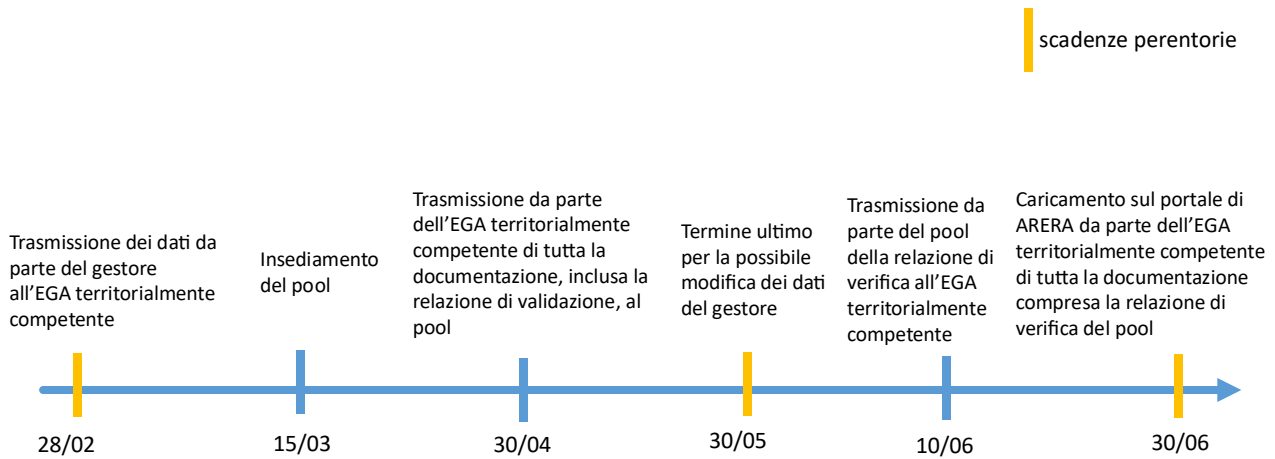 scadenze perentorie
Trasmissione dei dati da
parte del gestore
all’EGA territorialmente
competente
Insediamento
del pool
Trasmissione da parte
dell’EGA territorialmente
competente di tutta la
documentazione, inclusa la
relazione di validazione, al
pool
Termine ultimo
per la possibile
modifica dei dati
del gestore
Trasmissione da
parte del pool
della relazione di
verifica all’EGA
territorialmente
competente
Caricamento sul portale di
ARERA da parte dell’EGA
territorialmente competente
di tutta la documentazione
compresa la relazione di
verifica del pool
28/02
15/03
30/04
30/05
10/06
30/06